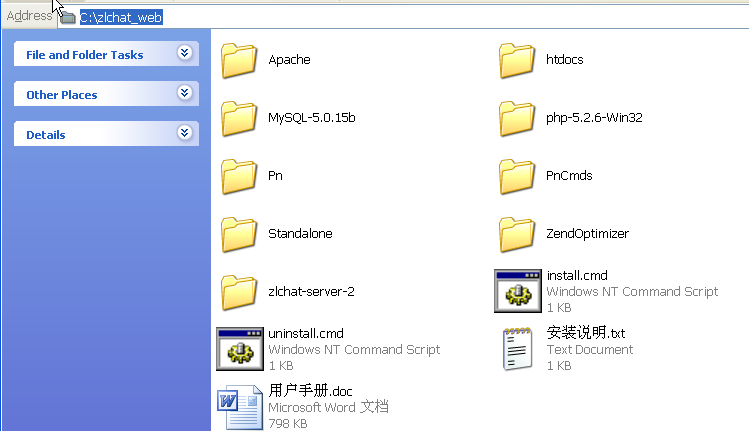 Address C:\zlchat_web
File and Folder Tasks
Other Places
Details
Apache
htdocs
MySQL-5.0.15b
php-5.2.6-Win32
Pn
PnCmds
Standalone
ZendOptimizer
zlchat-server-2
install.cmd
Windows NT Command Script
1 KB
uninstall.cmd
Windows NT Command Script
1 KB
安装说明.txt
Text Document
1 KB
用户手册.doc
Microsoft Word 文档
798 KB